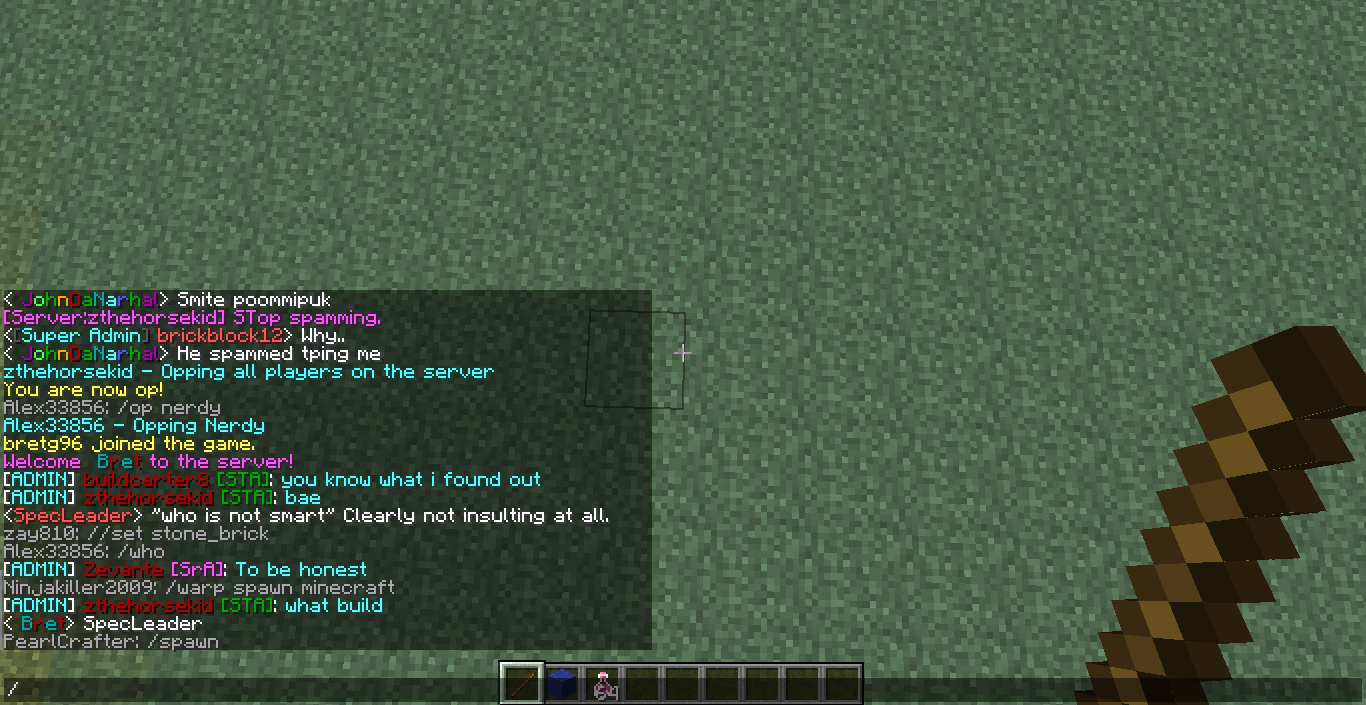 < JohnDaNarhal> Smite poommipuk
[Server:zthehorsekid] STop spamming.
<[Super Admin] brickblock12> Why..
< JohnDaNarhal> He spammed tping me
zthehorsekid - Opping all players on the server
You are now op!
Alex33856: /op nerdy
Alex33856 - Opping Nerdy
bretg96 joined the game.
Welcome  Bret to the server!
[ADMIN] buildcarter8 [STA]: you know what i found out
[ADMIN] zthehorsekid [STA]: bae
<SpecLeader> "who is not smart" Clearly not insulting at all.
zay810: //set stone_brick
Alex33856: /who
[ADMIN] Zevante [SrA]: To be honest
Ninjakiller2009: /warp spawn minecraft
[ADMIN] zthehorsekid [STA]: what build
< Bret> SpecLeader
PearlCrafter: /spawn
64
/